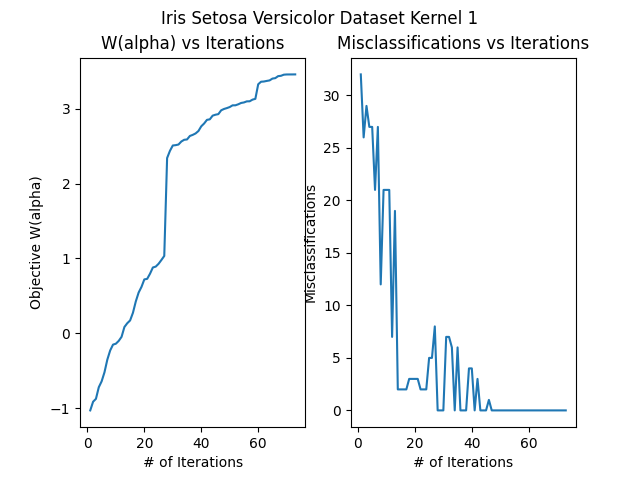 Iris Setosa Versicolor Dataset Kernel 1
W(alpha) vs Iterations
Objective W(alpha)
3
2
1
0
−1
0 20 40 60
# of Iterations
Misclassifications vs Iterations
Misclassifications
30
25
20
15
10
5
0
0 20 40 60
# of Iterations